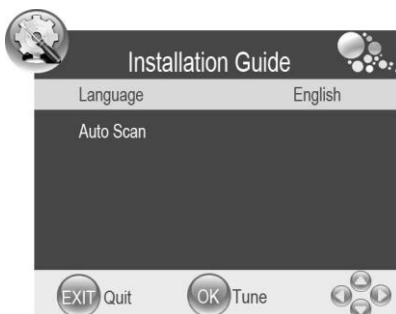 Installation Guide
Language English
Auto Scan
EXIT Quit OK Tune